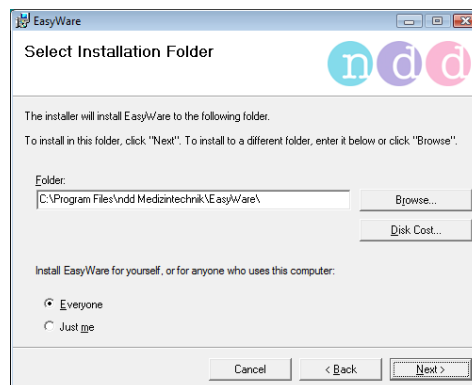 EasyWare
Select Installation Folder
ndd
The installer will install EasyWare to the following folder.
To install in this folder, click "Next". To install to a different folder, enter it below or click "Browse".
Folder:
C:\Program Files\ndd Medizintechnik\EasyWare\
Browse...
Disk Cost...
Install EasyWare for yourself, or for anyone who uses this computer:
Everyone
Just me
Cancel
< Back
Next >